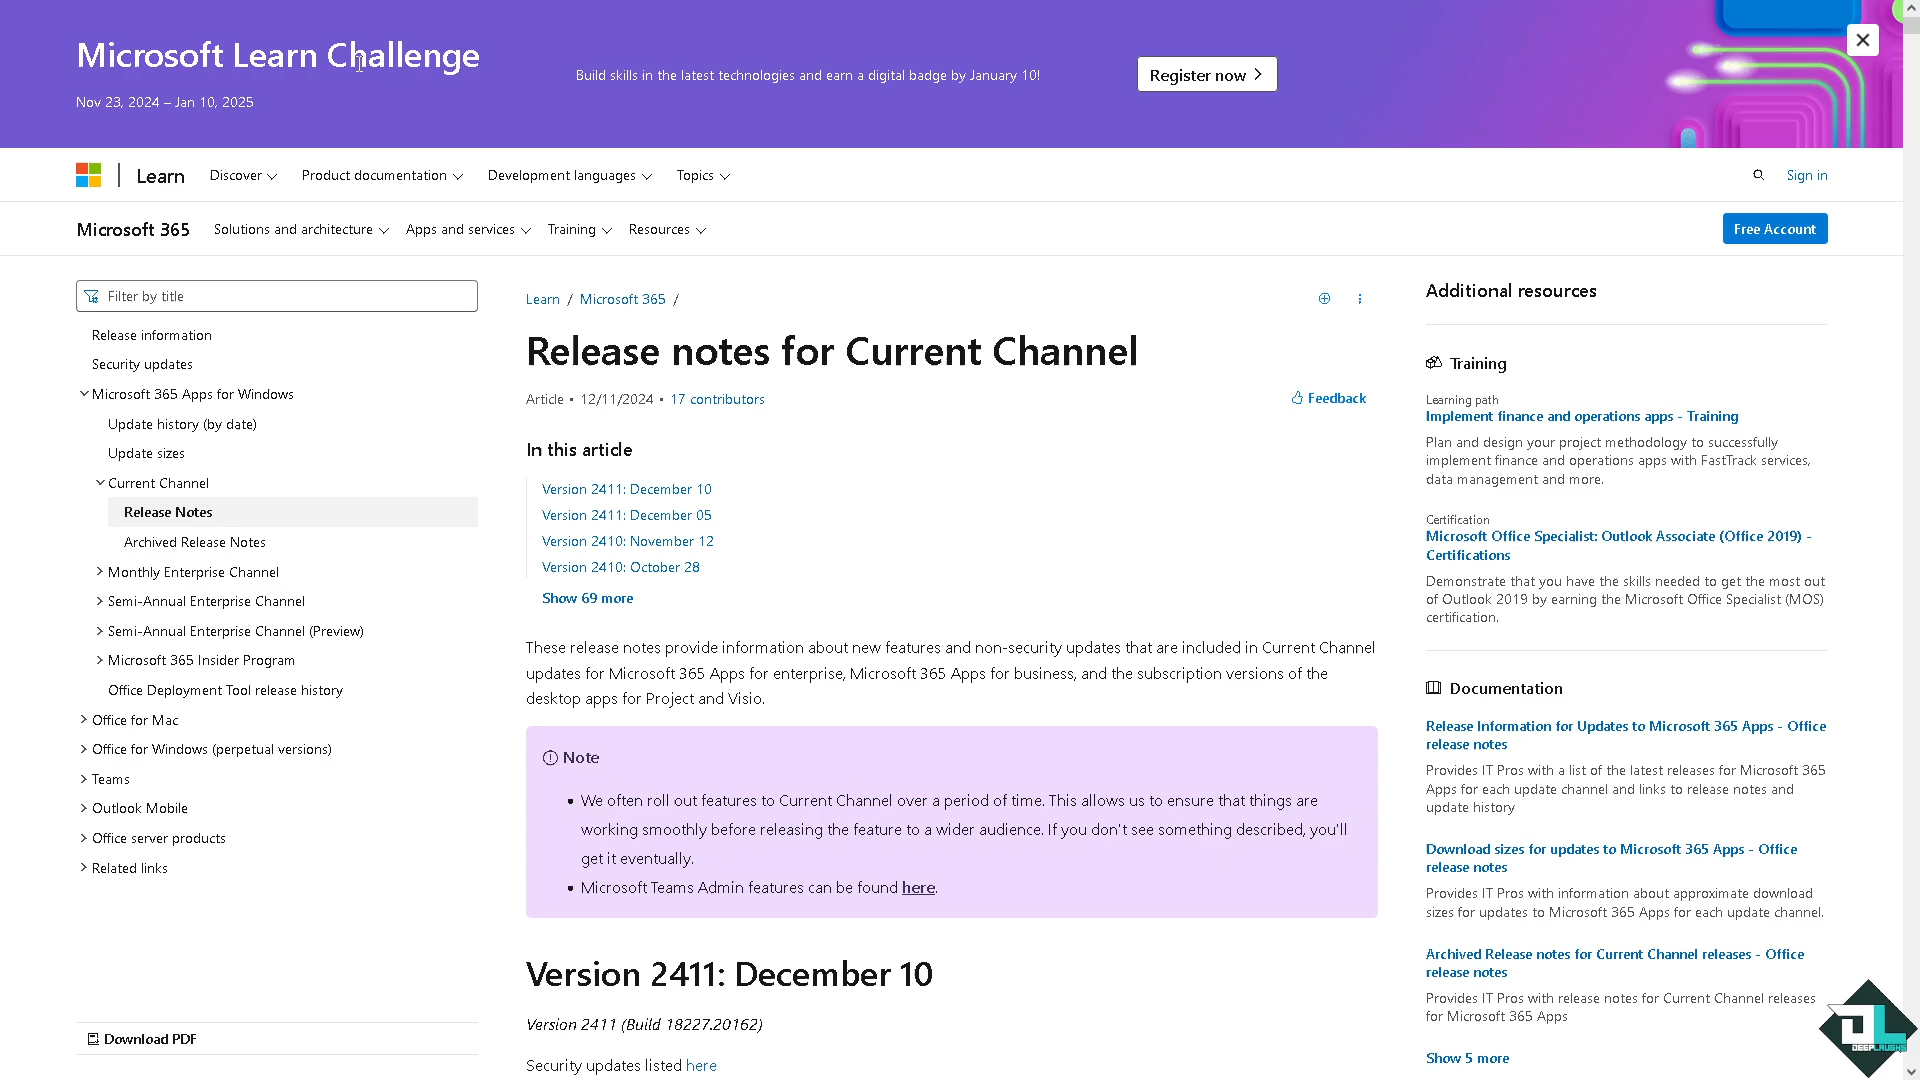 Microsoft Learn Challenge
Nov 23, 2024 – Jan 10, 2025
Build skills in the latest technologies and earn a digital badge by January 10!
Register now
Learn
Discover
Product documentation
Development languages
Topics
Sign in
Microsoft 365
Solutions and architecture
Apps and services
Training
Resources
Free Account
Filter by title
Release information
Security updates
Microsoft 365 Apps for Windows
Update history (by date)
Update sizes
Current Channel
Release Notes
Archived Release Notes
Monthly Enterprise Channel
Semi-Annual Enterprise Channel
Semi-Annual Enterprise Channel (Preview)
Microsoft 365 Insider Program
Office Deployment Tool release history
Office for Mac
Office for Windows (perpetual versions)
Teams
Outlook Mobile
Office server products
Related links
Download PDF
Learn / Microsoft 365 /
Release notes for Current Channel
Article • 12/11/2024 • 17 contributors
Feedback
In this article
Version 2411: December 10
Version 2411: December 05
Version 2410: November 12
Version 2410: October 28
Show 69 more
These release notes provide information about new features and non-security updates that are included in Current Channel
updates for Microsoft 365 Apps for enterprise, Microsoft 365 Apps for business, and the subscription versions of the
desktop apps for Project and Visio.
Note
• We often roll out features to Current Channel over a period of time. This allows us to ensure that things are
working smoothly before releasing the feature to a wider audience. If you don't see something described, you'll
get it eventually.
• Microsoft Teams Admin features can be found here.
Version 2411: December 10
Version 2411 (Build 18227.20162)
Security updates listed here
Additional resources
Training
Learning path
Implement finance and operations apps - Training
Plan and design your project methodology to successfully
implement finance and operations apps with FastTrack services,
data management and more.
Certification
Microsoft Office Specialist: Outlook Associate (Office 2019) -
Certifications
Demonstrate that you have the skills needed to get the most out
of Outlook 2019 by earning the Microsoft Office Specialist (MOS)
certification.
Documentation
Release Information for Updates to Microsoft 365 Apps - Office
release notes
Provides IT Pros with a list of the latest releases for Microsoft 365
Apps for each update channel and links to release notes and
update history
Download sizes for updates to Microsoft 365 Apps - Office
release notes
Provides IT Pros with information about approximate download
sizes for updates to Microsoft 365 Apps for each update channel.
Archived Release notes for Current Channel releases - Office
release notes
Provides IT Pros with release notes for Current Channel releases
for Microsoft 365 Apps
Show 5 more
DEEPLAUGHS